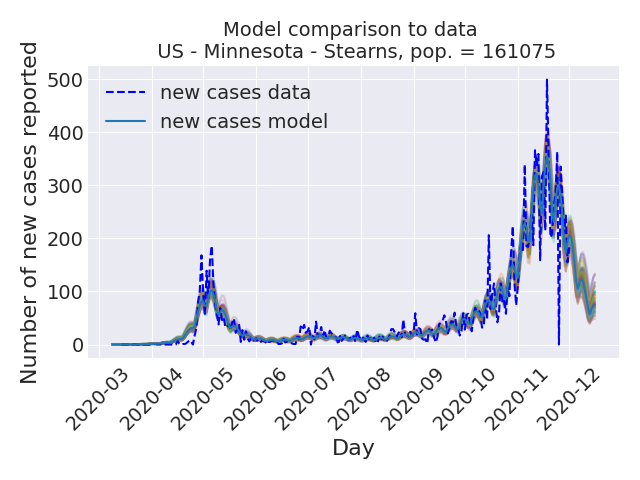 Model comparison to data
US - Minnesota - Stearns, pop. = 161075
Number of new cases reported
500
400
300
200
100
0
new cases data
new cases model
2020-03
2020-04
2020-05
2020-06
2020-07
2020-08
2020-09
2020-10
2020-11
2020-12
Day